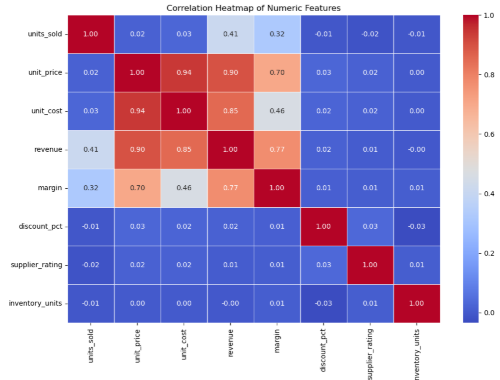 Correlation Heatmap of Numeric Features
units_sold 1.00 0.02 0.03 0.41 0.32 -0.01 -0.02 -0.01
unit_price 0.02 1.00 0.94 0.90 0.70 0.03 0.02 0.00
unit_cost 0.03 0.94 1.00 0.85 0.46 0.02 0.02 0.00
revenue 0.41 0.90 0.85 1.00 0.77 0.02 0.01 -0.00
margin 0.32 0.70 0.46 0.77 1.00 0.01 0.01 0.01
discount_pct -0.01 0.03 0.02 0.02 0.01 1.00 0.03 -0.03
supplier_rating -0.02 0.02 0.02 0.01 0.01 0.03 1.00 0.01
inventory_units -0.01 0.00 0.00 -0.00 0.01 -0.03 0.01 1.00
units_sold unit_price unit_cost revenue margin discount_pct supplier_rating inventory_units
1.0
0.8
0.6
0.4
0.2
0.0